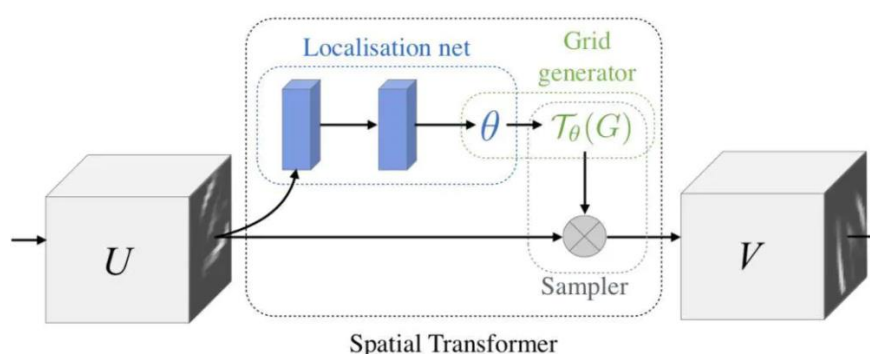 Localisation net
Grid
generator
θ
𝒯θ(G)
U
V
Sampler
Spatial Transformer